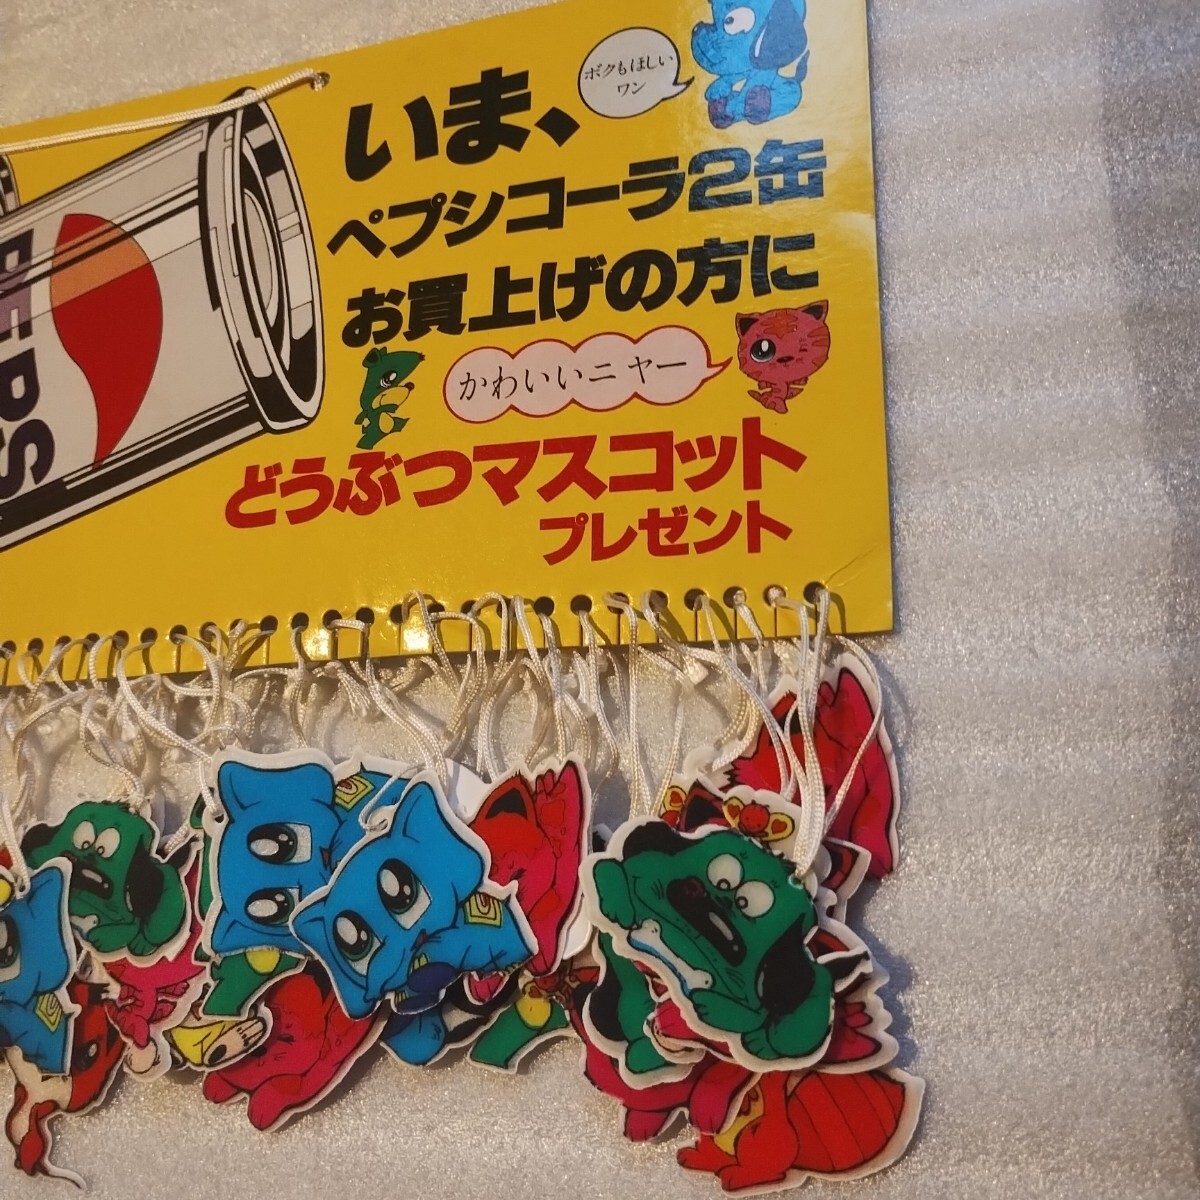 いま、
ボクもほしい
ワン
ペプシコーラ2缶
お買上げの方に
かわいいニャー
どうぶつマスコット
プレゼント
PEPS